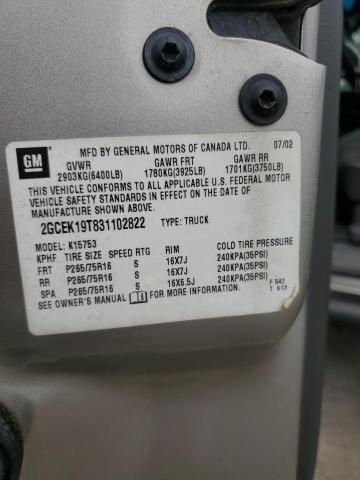 GM
MFD BY GENERAL MOTORS OF CANADA LTD. 07/02
GVWR GAWR FRT GAWR RR
2903KG(6400LB) 1780KG(3925LB) 1701KG(3750LB)
THIS VEHICLE CONFORMS TO ALL APPLICABLE U.S. FEDERAL MOTOR
VEHICLE SAFETY STANDARDS IN EFFECT ON THE DATE OF
MANUFACTURE SHOWN ABOVE.
2GCEK19T831102822 TYPE: TRUCK
MODEL: K15753
KPHF TIRE SIZE SPEED RTG RIM COLD TIRE PRESSURE
FRT P265/75R16 S 16X7J 240KPA(35PSI)
RR P265/75R16 S 16X7J 240KPA(35PSI)
SPA P265/75R16 S 16X6.5J 240KPA(35PSI)
SEE OWNER'S MANUAL FOR MORE INFORMATION. F 542
T 613